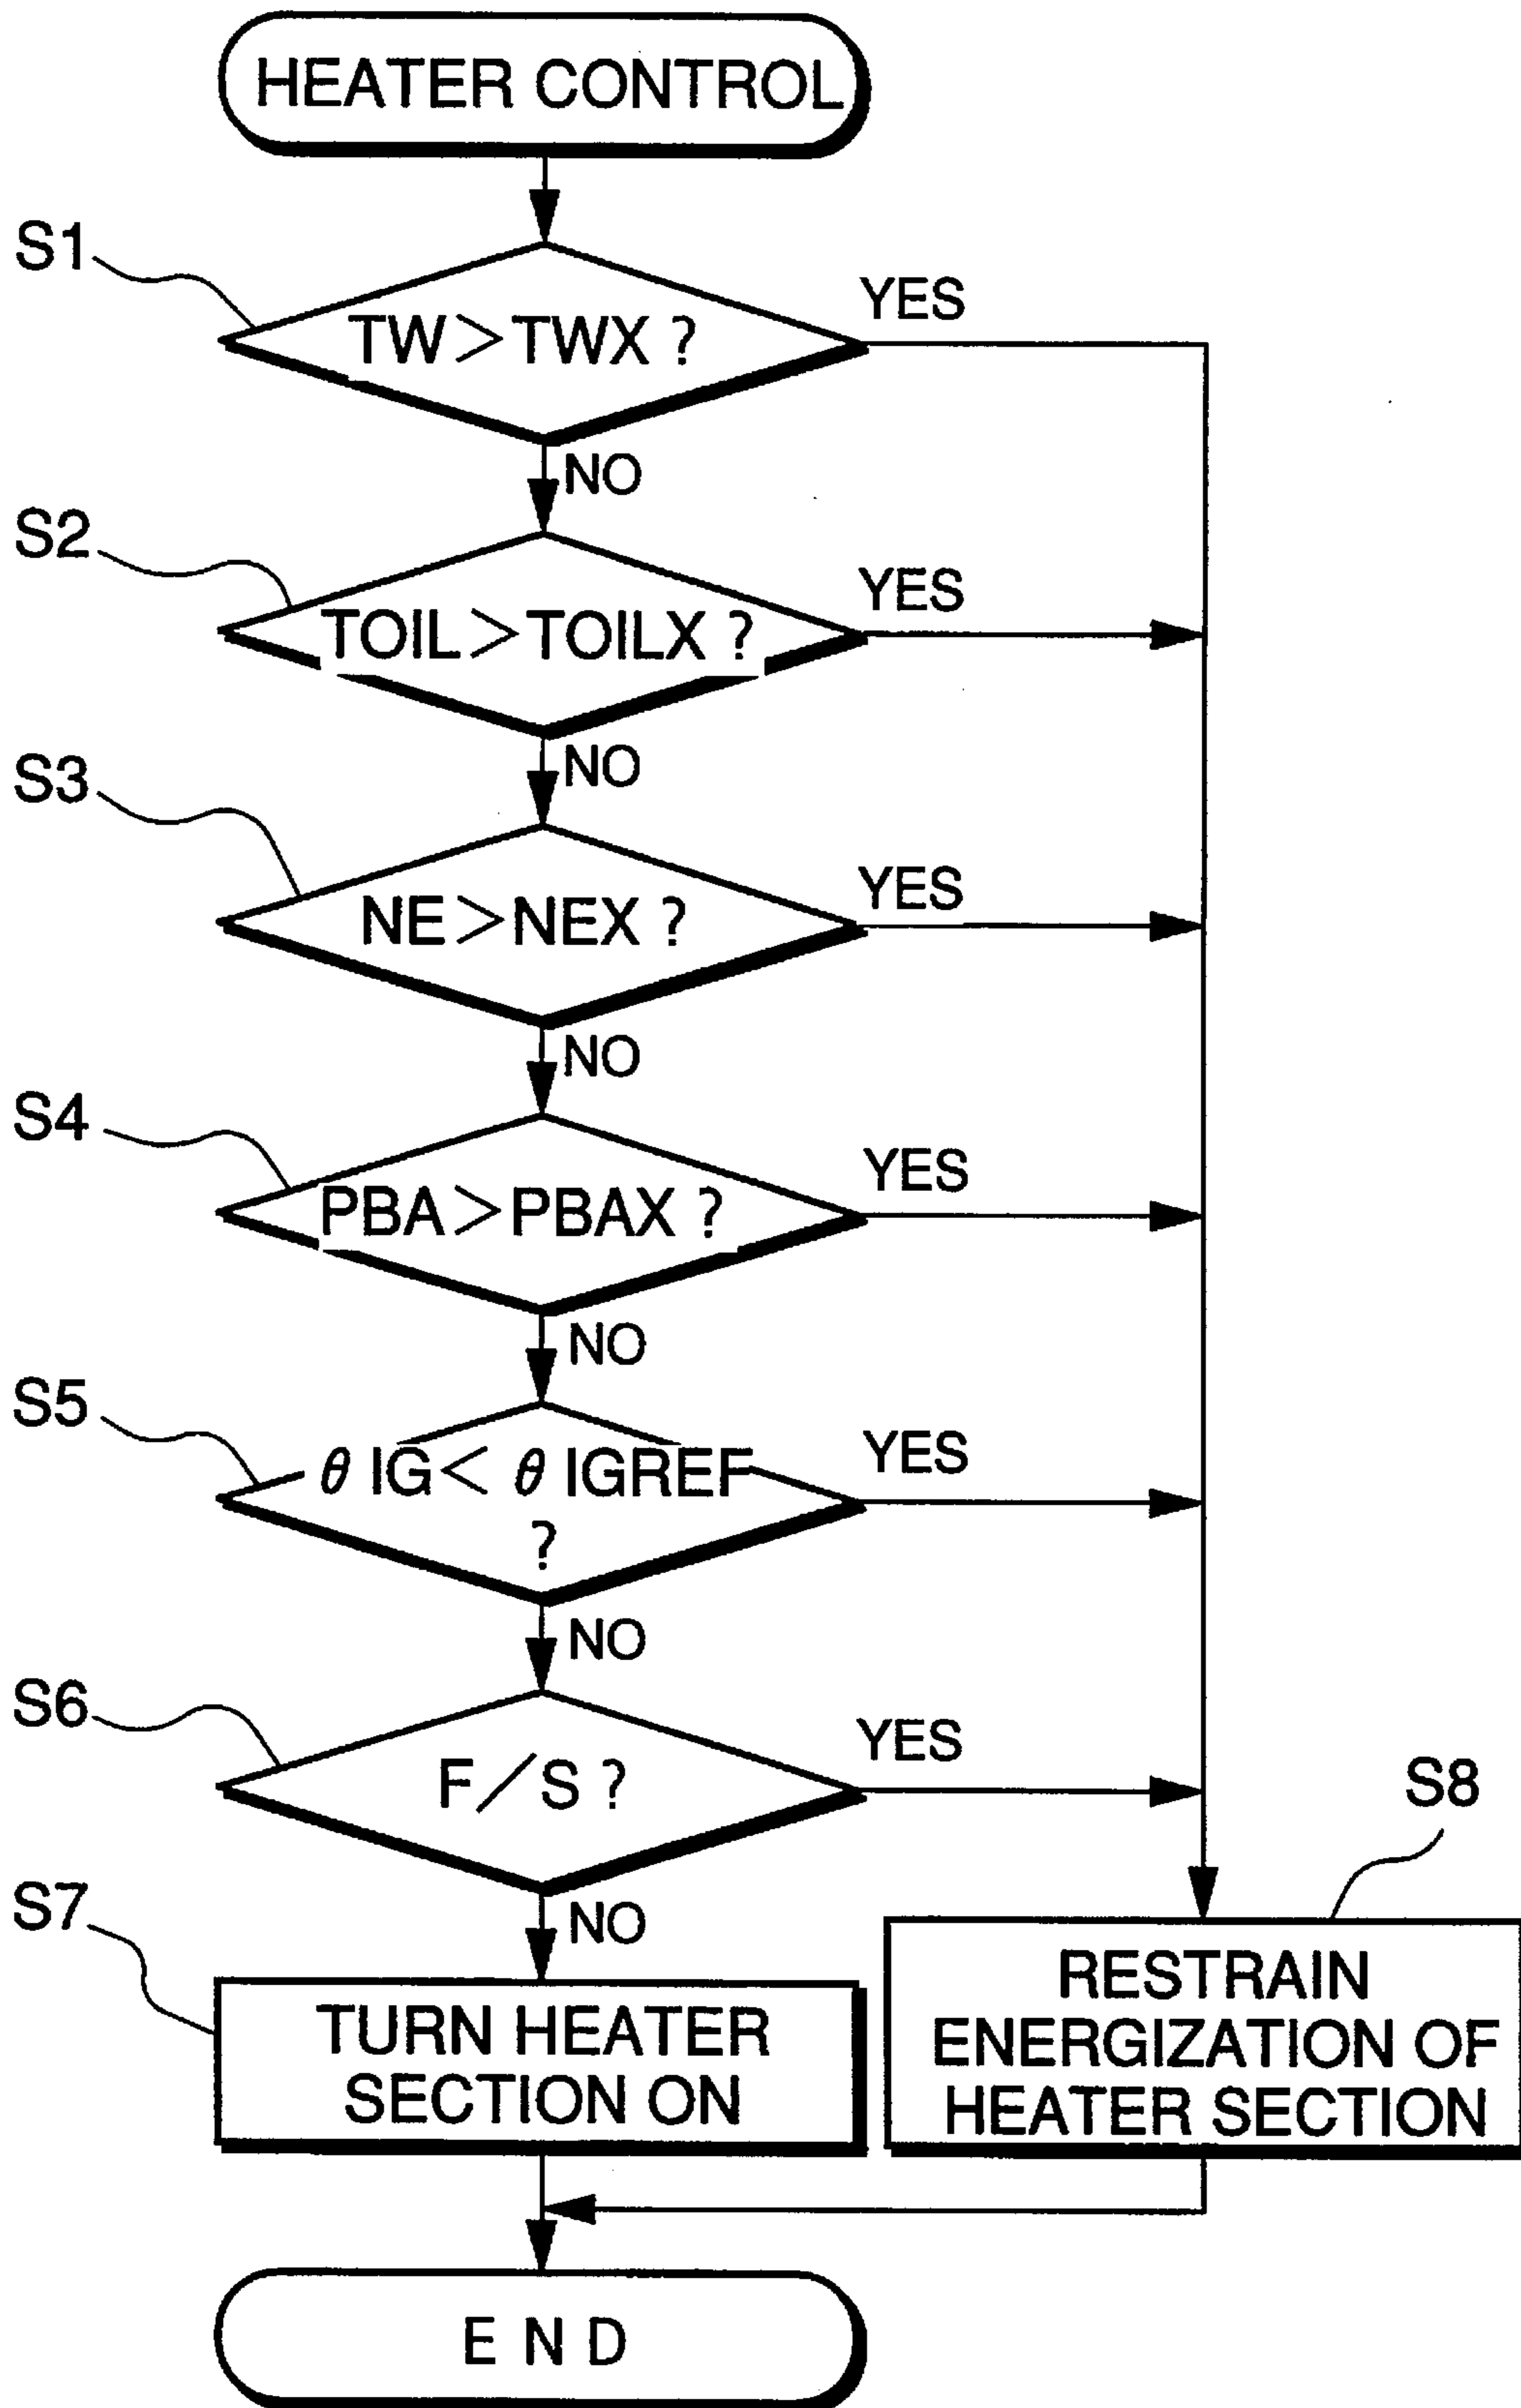 HEATER CONTROL
S1
TW>TWX ?
YES
NO
S2
TOIL>TOILX ?
YES
NO
S3
NE>NEX ?
YES
NO
S4
PBA>PBAX ?
YES
NO
S5
θ IG< θ IGREF
?
YES
NO
S6
F/S ?
YES
NO
S7
TURN HEATER
SECTION ON
S8
RESTRAIN
ENERGIZATION OF
HEATER SECTION
END